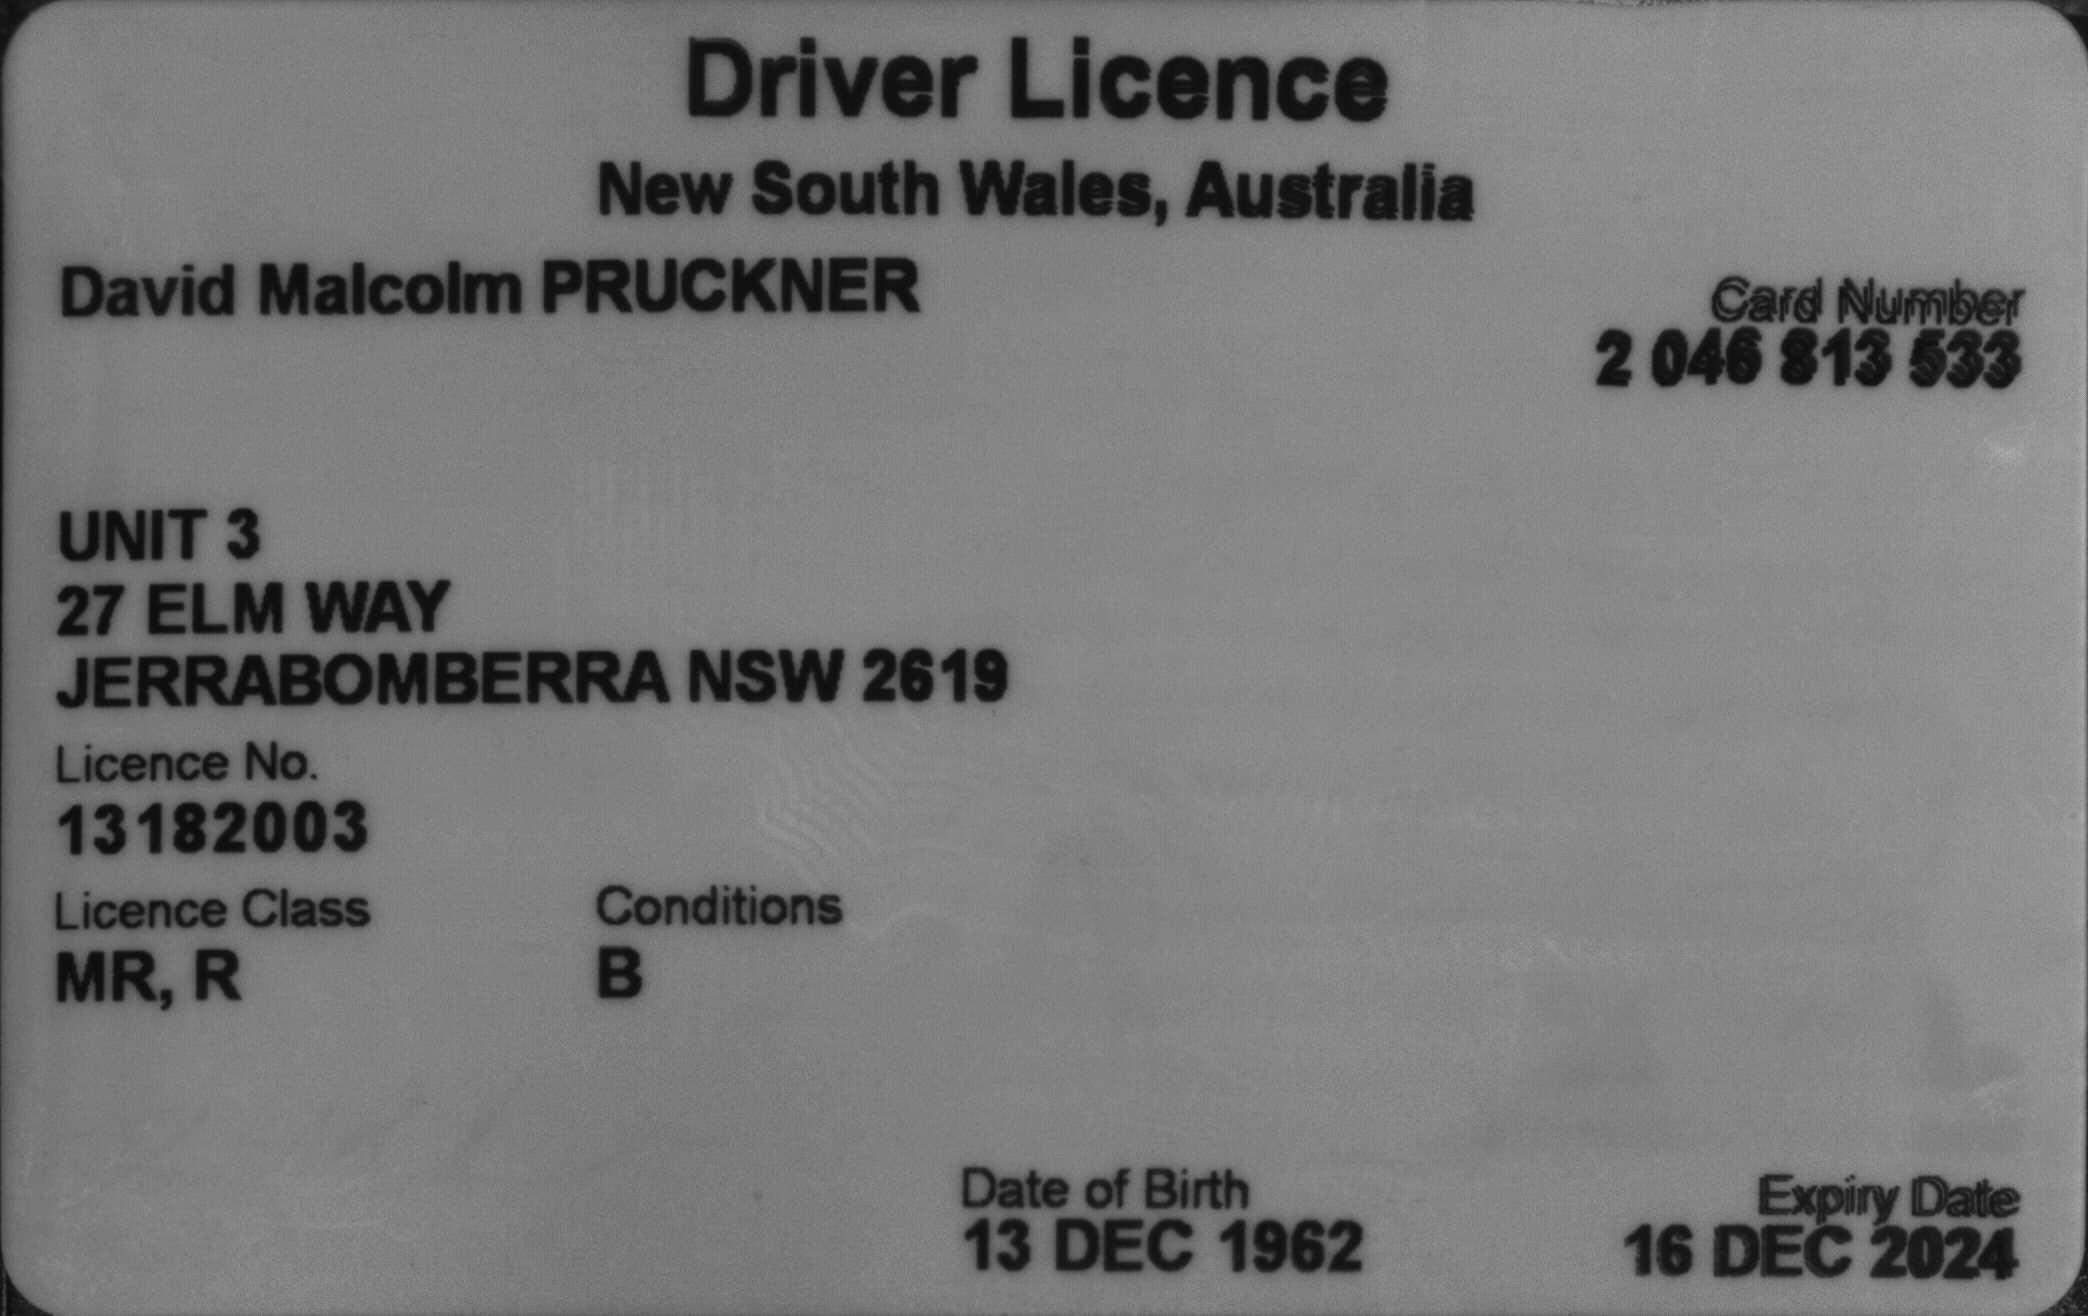 Driver Licence
New South Wales, Australia
David Malcolm PRUCKNER
Card Number
2 046 813 533
UNIT 3
27 ELM WAY
JERRABOMBERRA NSW 2619
Licence No.
13182003
Licence Class
MR, R
Conditions
B
Date of Birth
13 DEC 1962
Expiry Date
16 DEC 2024